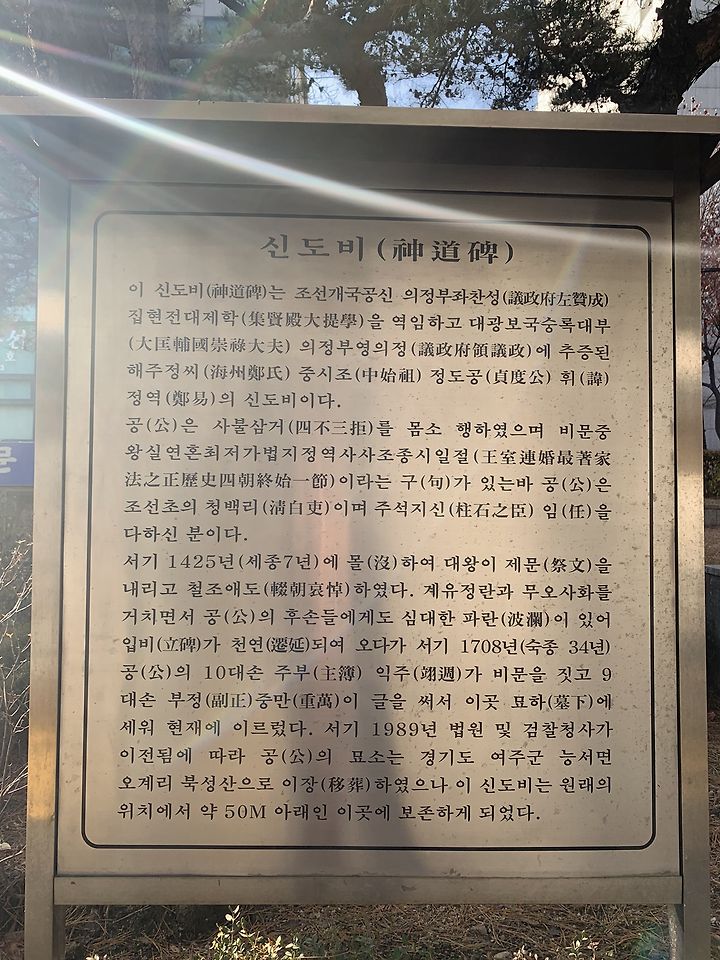 신도비(神道碑)
이 신도비(神道碑)는 조선개국공신 의정부좌찬성(議政府左贊成)
집현전대제학(集賢殿大提學)을 역임하고 대광보국숭록대부
(大匡輔國崇祿大夫) 의정부영의정(議政府領議政)에 추증된
해주정씨(海州鄭氏) 중시조(中始祖) 정도공(貞度公) 휘(諱)
정역(鄭易)의 신도비이다.
공(公)은 사불삼거(四不三拒)를 몸소 행하였으며 비문중
왕실연혼최저가법지정역사사조종시일절(王室連婚最著家
法之正歷史四朝終始一節)이라는 구(句)가 있는바 공(公)은
조선초의 청백리(淸白吏)이며 주석지신(柱石之臣) 임(任)을
다하신 분이다.
서기 1425년(세종7년)에 몰(沒)하여 대왕이 제문(祭文)을
내리고 철조애도(輟朝哀悼)하였다. 계유정란과 무오사화를
거치면서 공(公)의 후손들에게도 심대한 파란(波瀾)이 있어
입비(立碑)가 천연(遷延)되여 오다가 서기 1708년(숙종 34년)
공(公)의 10대손 주부(主簿) 익주(翊週)가 비문을 짓고 9
대손 부정(副正)중만(重萬)이 글을 써서 이곳 묘하(墓下)에
세워 현재에 이르렀다. 서기 1989년 법원 및 검찰청사가
이전됨에 따라 공(公)의 묘소는 경기도 여주군 능서면
오계리 북성산으로 이장(移葬)하였으나 이 신도비는 원래의
위치에서 약 50M 아래인 이곳에 보존하게 되었다.
문